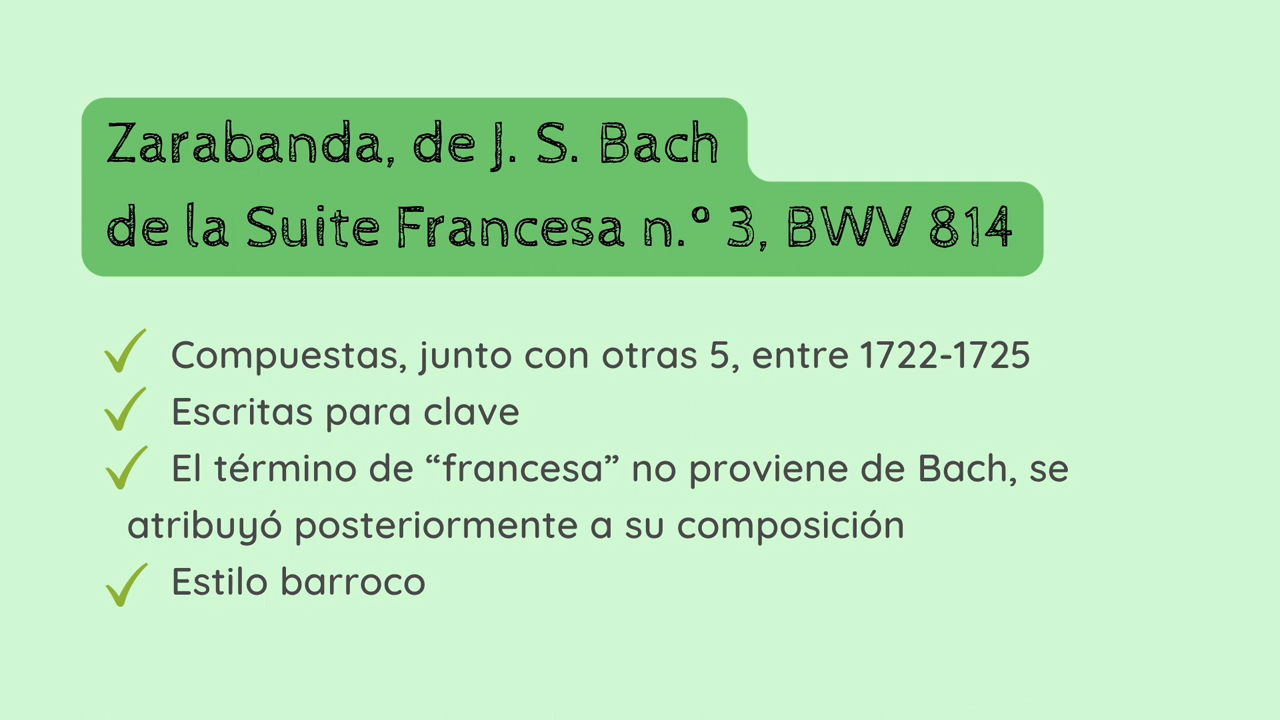 Zarabanda, de J. S. Bach
de la Suite Francesa n.º 3, BWV 814
Compuestas, junto con otras 5, entre 1722-1725
Escritas para clave
El término de “francesa” no proviene de Bach, se
atribuyó posteriormente a su composición
Estilo barroco